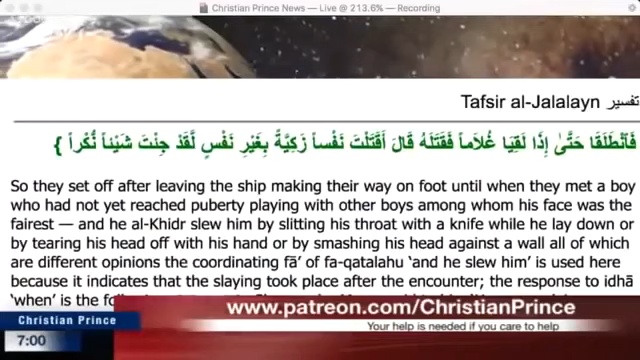 Christian Prince News — Live @ 213.6% — Recording
Tafsir al-Jalalayn تفسير
فَٱنْطَلَقَا حَتَّىٰ إِذَا لَقِيَا غُلاَماً فَقَتَلَهُ قَالَ أَقَتَلْتَ نَفْساً زَكِيَّةً بِغَيْرِ نَفْسٍ لَّقَدْ جِئْتَ شَيْئاً نُّكْراً }
So they set off after leaving the ship making their way on foot until when they met a boy
who had not yet reached puberty playing with other boys among whom his face was the
fairest — and he al-Khidr slew him by slitting his throat with a knife while he lay down or
by tearing his head off with his hand or by smashing his head against a wall all of which
are different opinions the coordinating fā’ of fa-qatalahu ‘and he slew him’ is used here
because it indicates that the slaying took place after the encounter; the response to idhā
‘when’ is the
www.patreon.com/ChristianPrince
Christian Prince
Your help is needed if you care to help
7:00